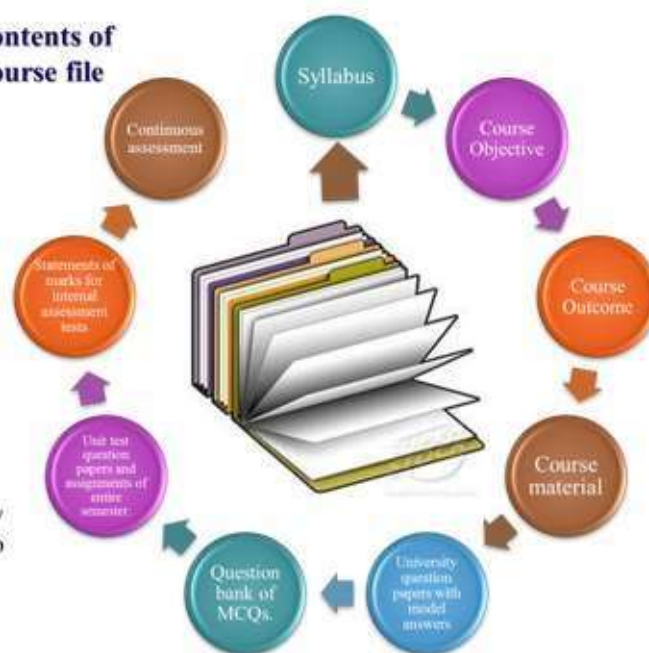 ontents of
ourse file
Syllabus
Course
Objective
Course
Outcome
Course
material
University
question
papers with
model
answers
Question
bank of
MCQs.
Unit test
question
papers and
assignments of
entire
semester
Statements of
marks for
internal
assessment
tests
Continuous
assessment